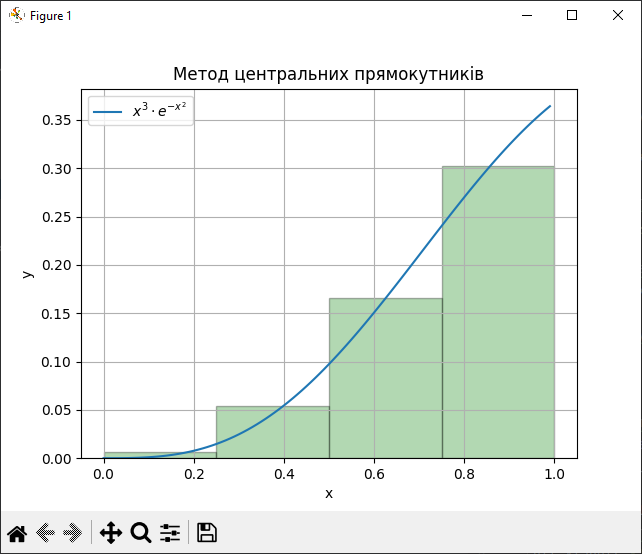 Figure 1
Метод центральних прямокутників
x³ · e^{-x²}
0.35
0.30
0.25
0.20
0.15
0.10
0.05
0.00
y
0.0 0.2 0.4 0.6 0.8 1.0
x